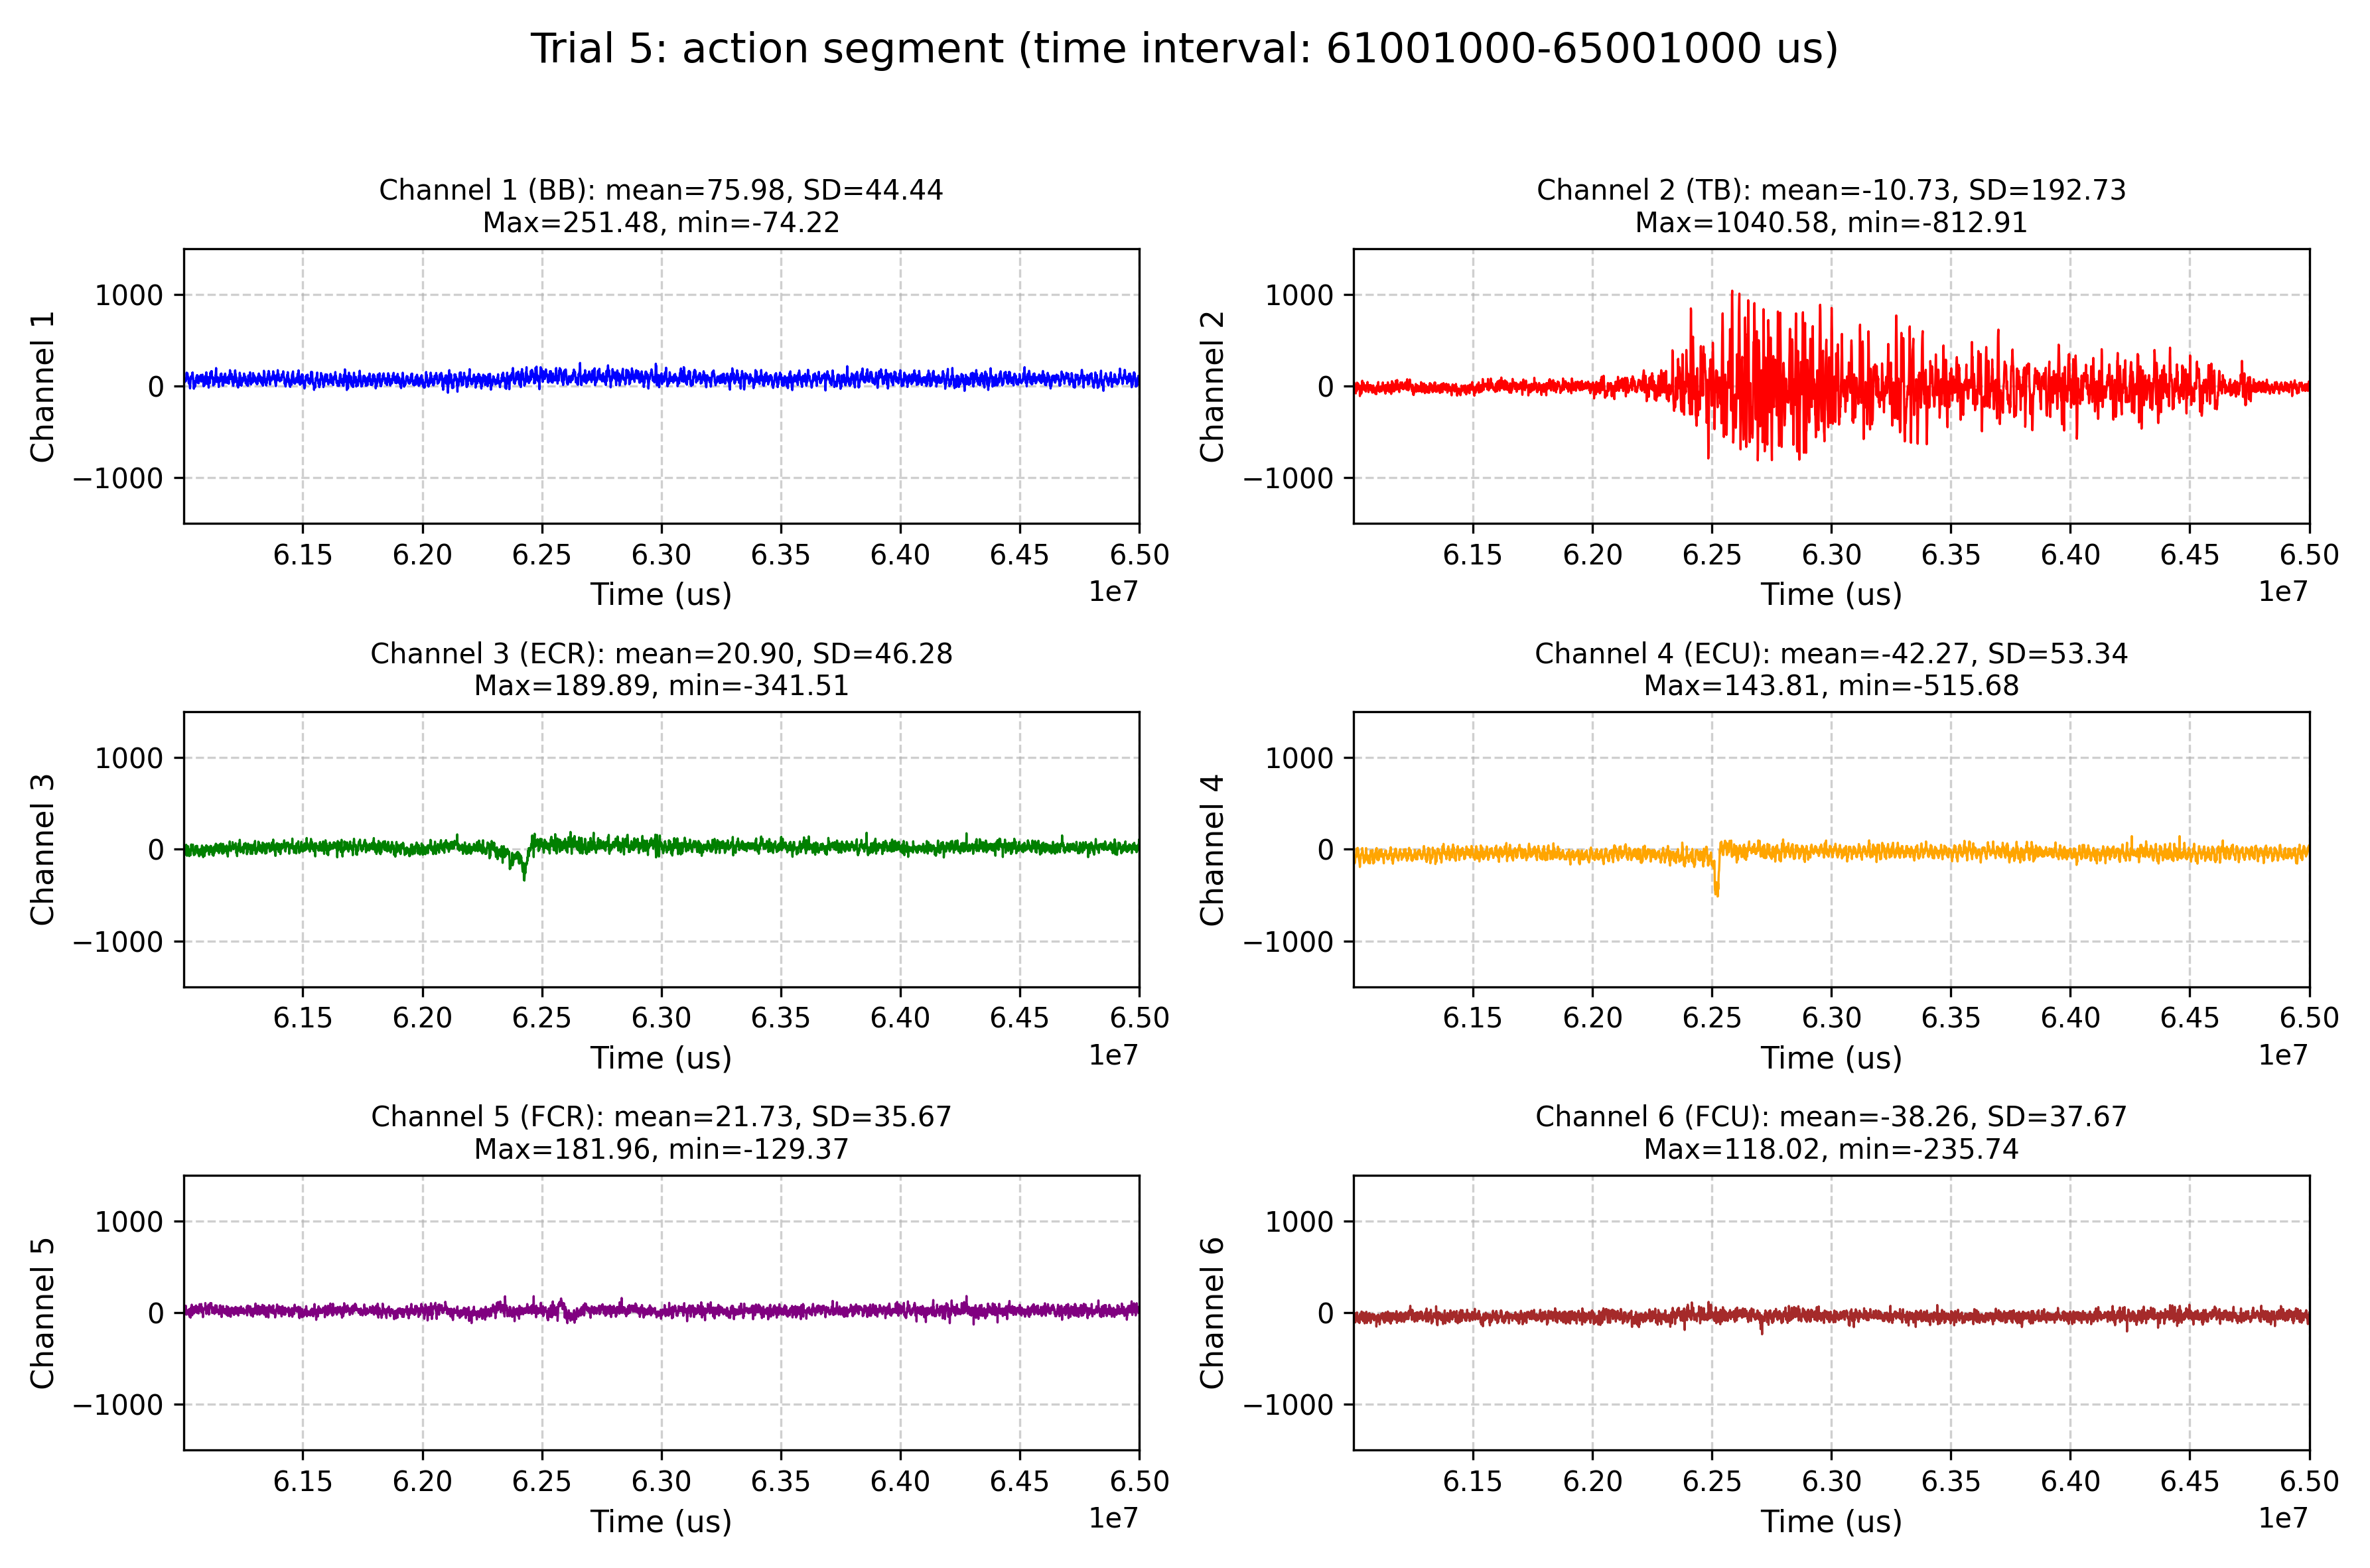 Trial 5: action segment (time interval: 61001000-65001000 us)
Channel 1 (BB): mean=75.98, SD=44.44
Max=251.48, min=-74.22
Channel 1
1000
0
−1000
6.15 6.20 6.25 6.30 6.35 6.40 6.45 6.50
Time (us)
1e7
Channel 2 (TB): mean=-10.73, SD=192.73
Max=1040.58, min=-812.91
Channel 2
1000
0
−1000
6.15 6.20 6.25 6.30 6.35 6.40 6.45 6.50
Time (us)
1e7
Channel 3 (ECR): mean=20.90, SD=46.28
Max=189.89, min=-341.51
Channel 3
1000
0
−1000
6.15 6.20 6.25 6.30 6.35 6.40 6.45 6.50
Time (us)
1e7
Channel 4 (ECU): mean=-42.27, SD=53.34
Max=143.81, min=-515.68
Channel 4
1000
0
−1000
6.15 6.20 6.25 6.30 6.35 6.40 6.45 6.50
Time (us)
1e7
Channel 5 (FCR): mean=21.73, SD=35.67
Max=181.96, min=-129.37
Channel 5
1000
0
−1000
6.15 6.20 6.25 6.30 6.35 6.40 6.45 6.50
Time (us)
1e7
Channel 6 (FCU): mean=-38.26, SD=37.67
Max=118.02, min=-235.74
Channel 6
1000
0
−1000
6.15 6.20 6.25 6.30 6.35 6.40 6.45 6.50
Time (us)
1e7